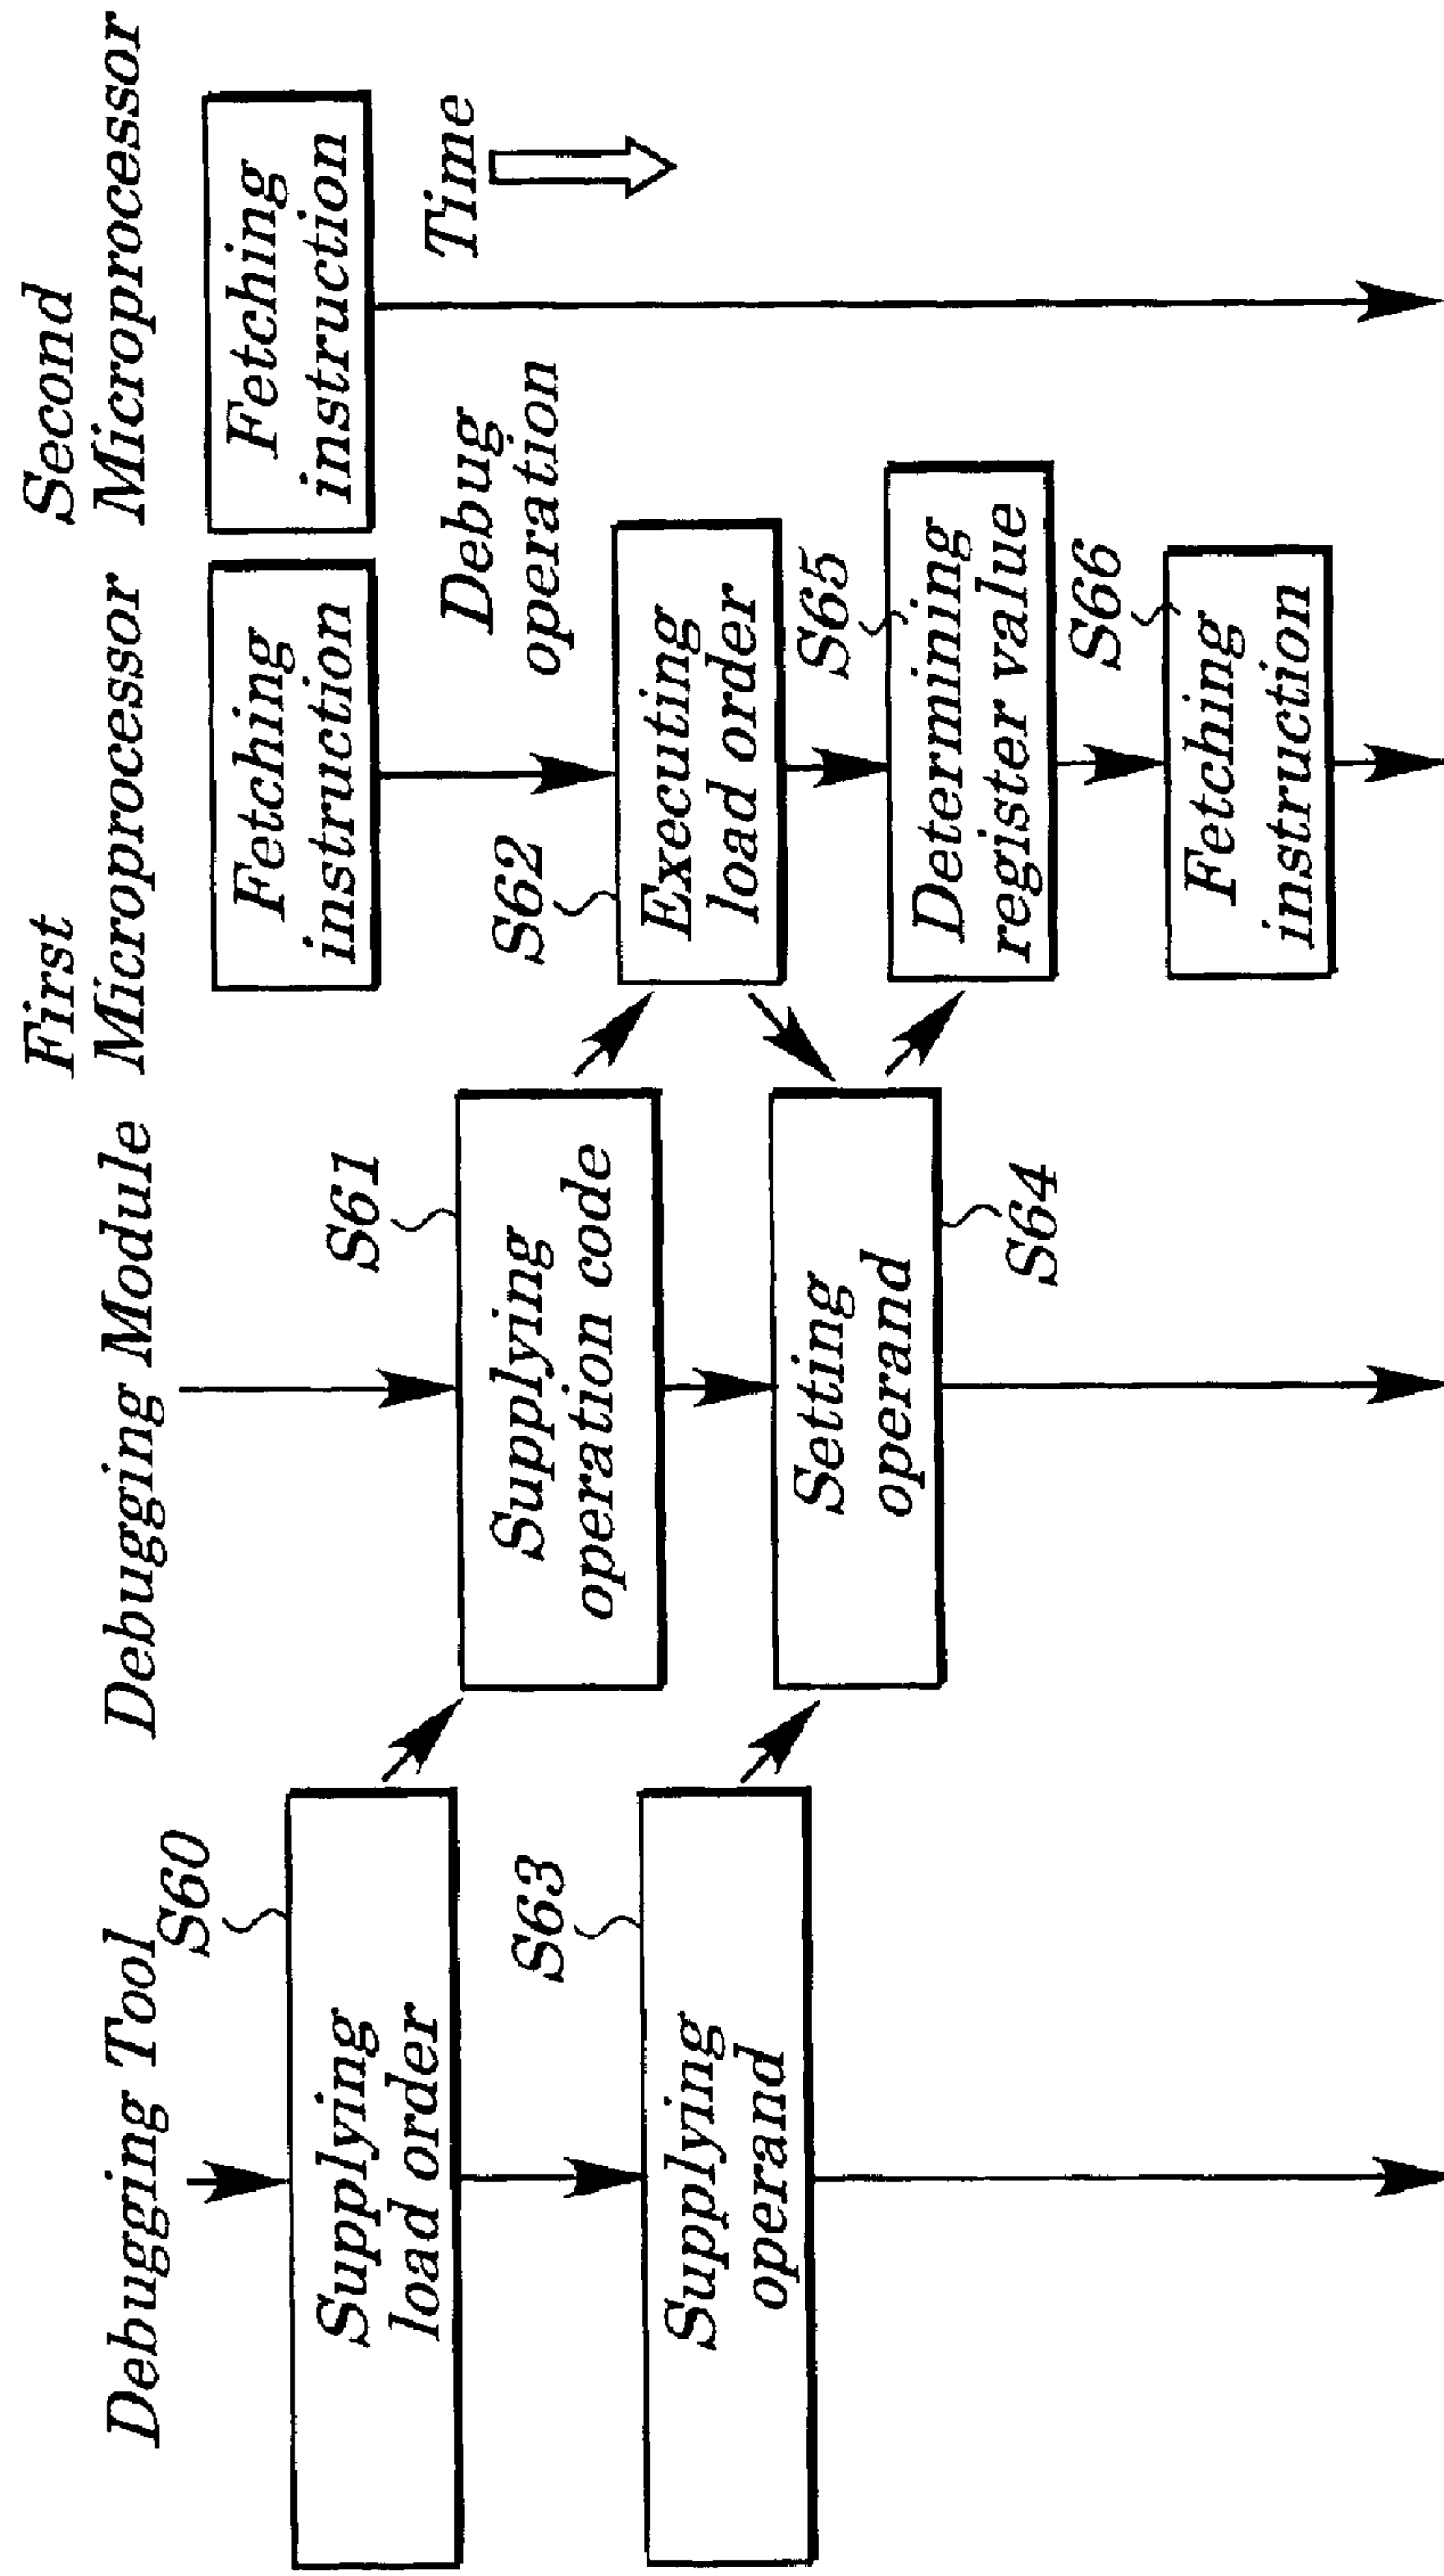 Debugging Tool
Debugging Module
First
Microprocessor
Second
Microprocessor
S60
Supplying
load order
S63
Supplying
operand
S61
Supplying
operation code
Setting
operand
S64
Fetching
instruction
Debug
operation
S62
Executing
load order
S65
Determining
register value
S66
Fetching
instruction
Fetching
instruction
Time